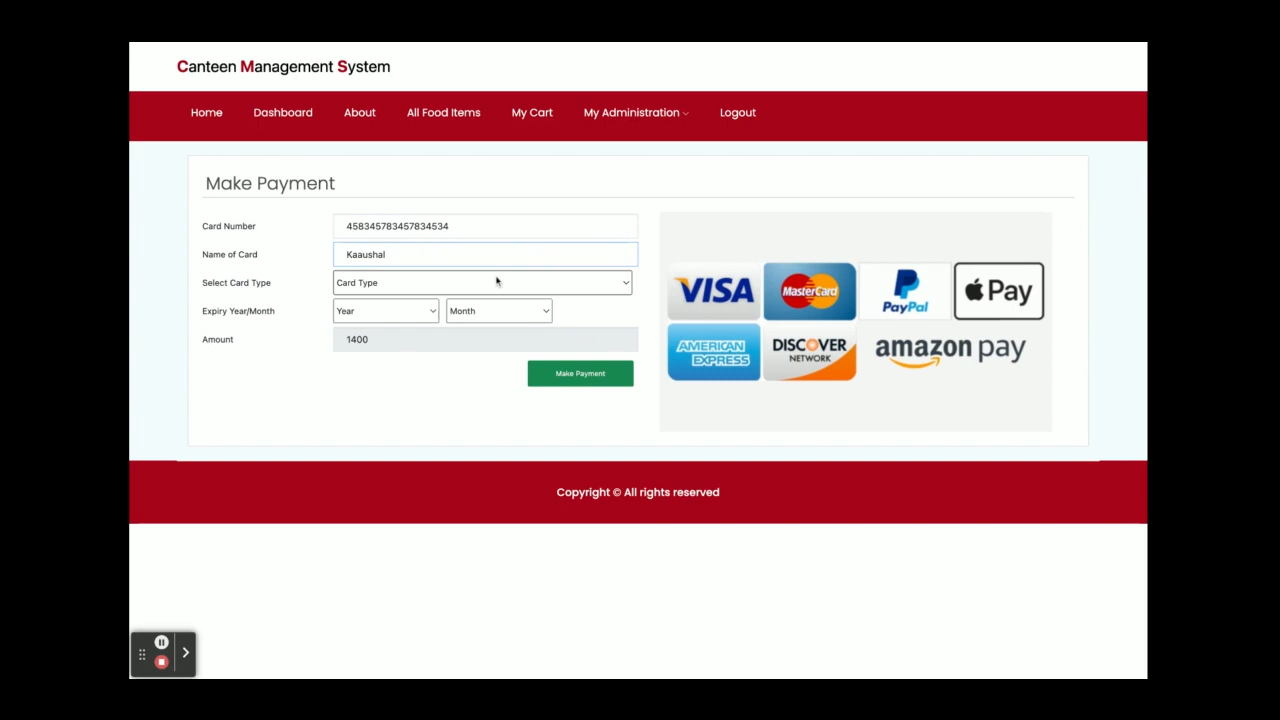 Canteen Management System
Home Dashboard About All Food Items My Cart My Administration Logout
Make Payment
Card Number 458345783457834534
Name of Card Kaaushal
Select Card Type Card Type
Expiry Year/Month Year Month
Amount 1400
Make Payment
VISA MasterCard PayPal Pay
AMERICAN EXPRESS DISCOVER NETWORK amazon pay
Copyright © All rights reserved